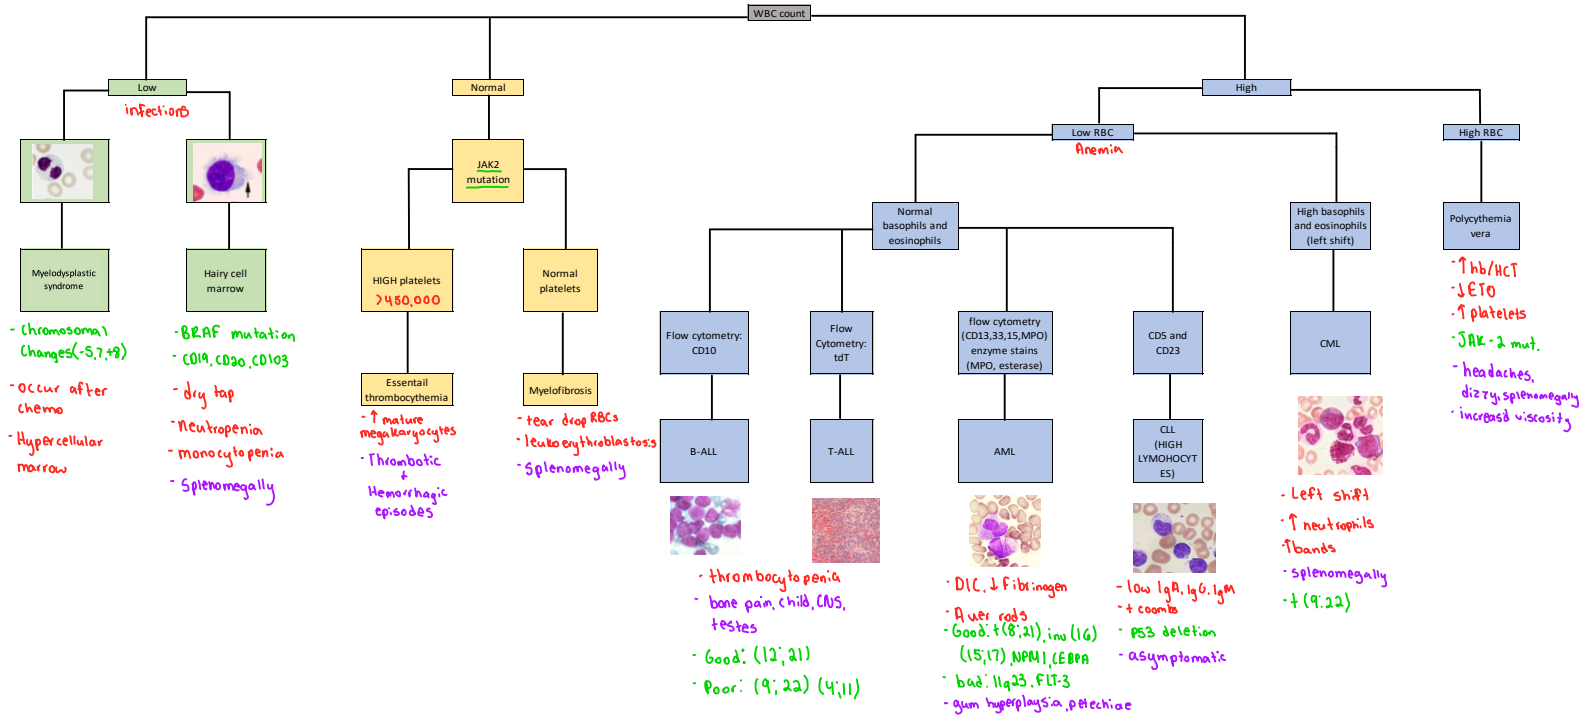 WBC count
Low
infections
Myelodysplastic
syndrome
- Chromosomal
Changes(-5,7,+8)
- occur after
chemo
- Hypercellular
marrow
Hairy cell
marrow
- BRAF mutation
- CD19, CD20, CD103
- dry tap
- neutropenia
- monocytopenia
- Splenomegally
Normal
JAK2
mutation
HIGH platelets
>450,000
Essentail
thrombocythemia
- ↑ mature
megakaryocytes
- Thrombotic
+
Hemorrhagic
episodes
Normal
platelets
Myelofibrosis
- tear drop RBCs
- leukoerythroblastosis
- Splenomegally
High
Low RBC
Anemia
Normal
basophils and
eosinophils
Flow cytometry:
CD10
B-ALL
Flow
Cytometry:
tdT
T-ALL
- thrombocytopenia
- bone pain, child, CNS,
testes
- Good: (12;21)
- Poor: (9;22) (4;11)
flow cytometry
(CD13,33,15,MPO)
enzyme stains
(MPO, esterase)
AML
- DIC, ↓ fibrinogen
- Auer rods
- Good: t(8;21), inv(16)
(15;17), NPM1, CEBPA
- bad: 11q23, FLT-3
- gum hyperplaysia, petechiae
CD5 and
CD23
CLL
(HIGH
LYMOHOCYT
ES)
- low IgA, IgG, IgM
- + coombs
- P53 deletion
- asymptomatic
High basophils
and eosinophils
(left shift)
CML
- Left shift
- ↑ neutrophils
- ↑bands
- splenomegally
- t(9:22)
High RBC
Polycythemia
vera
- ↑hb/HCT
- ↓ETO
- ↑ platelets
- JAK-2 mut.
- headaches,
dizzy, splenomegally
- increasd viscosity